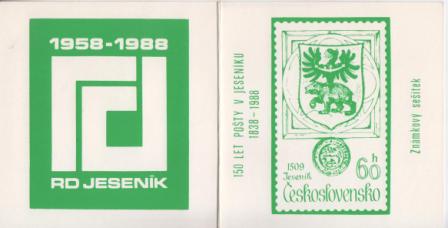 1958-1988
RD JESENÍK
150 LET POŠTY V JESENÍKU
1838-1988
1509
Jeseník
60 h
Československo
Známkový sešitek